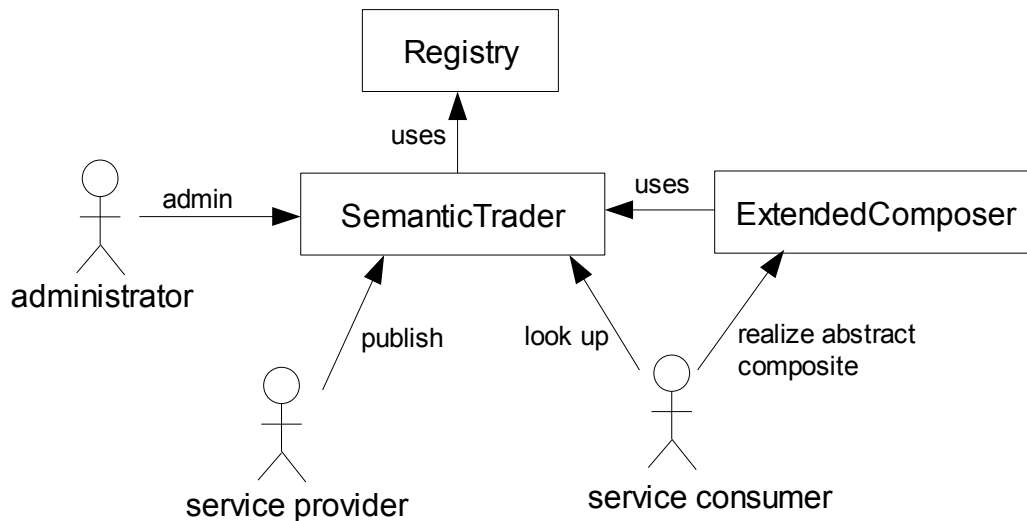 Registry
uses
admin
SemanticTrader
uses
ExtendedComposer
administrator
publish
look up
realize abstract
composite
service provider
service consumer